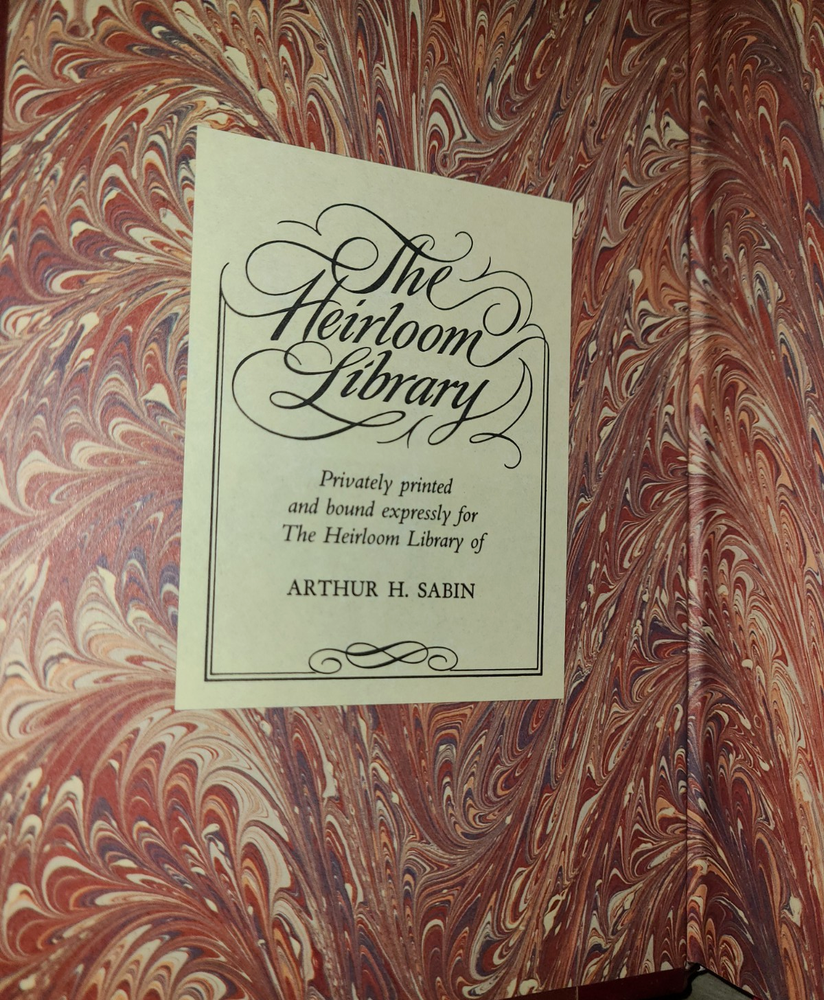 The
Heirloom
Library
Privately printed
and bound expressly for
The Heirloom Library of
ARTHUR H. SABIN